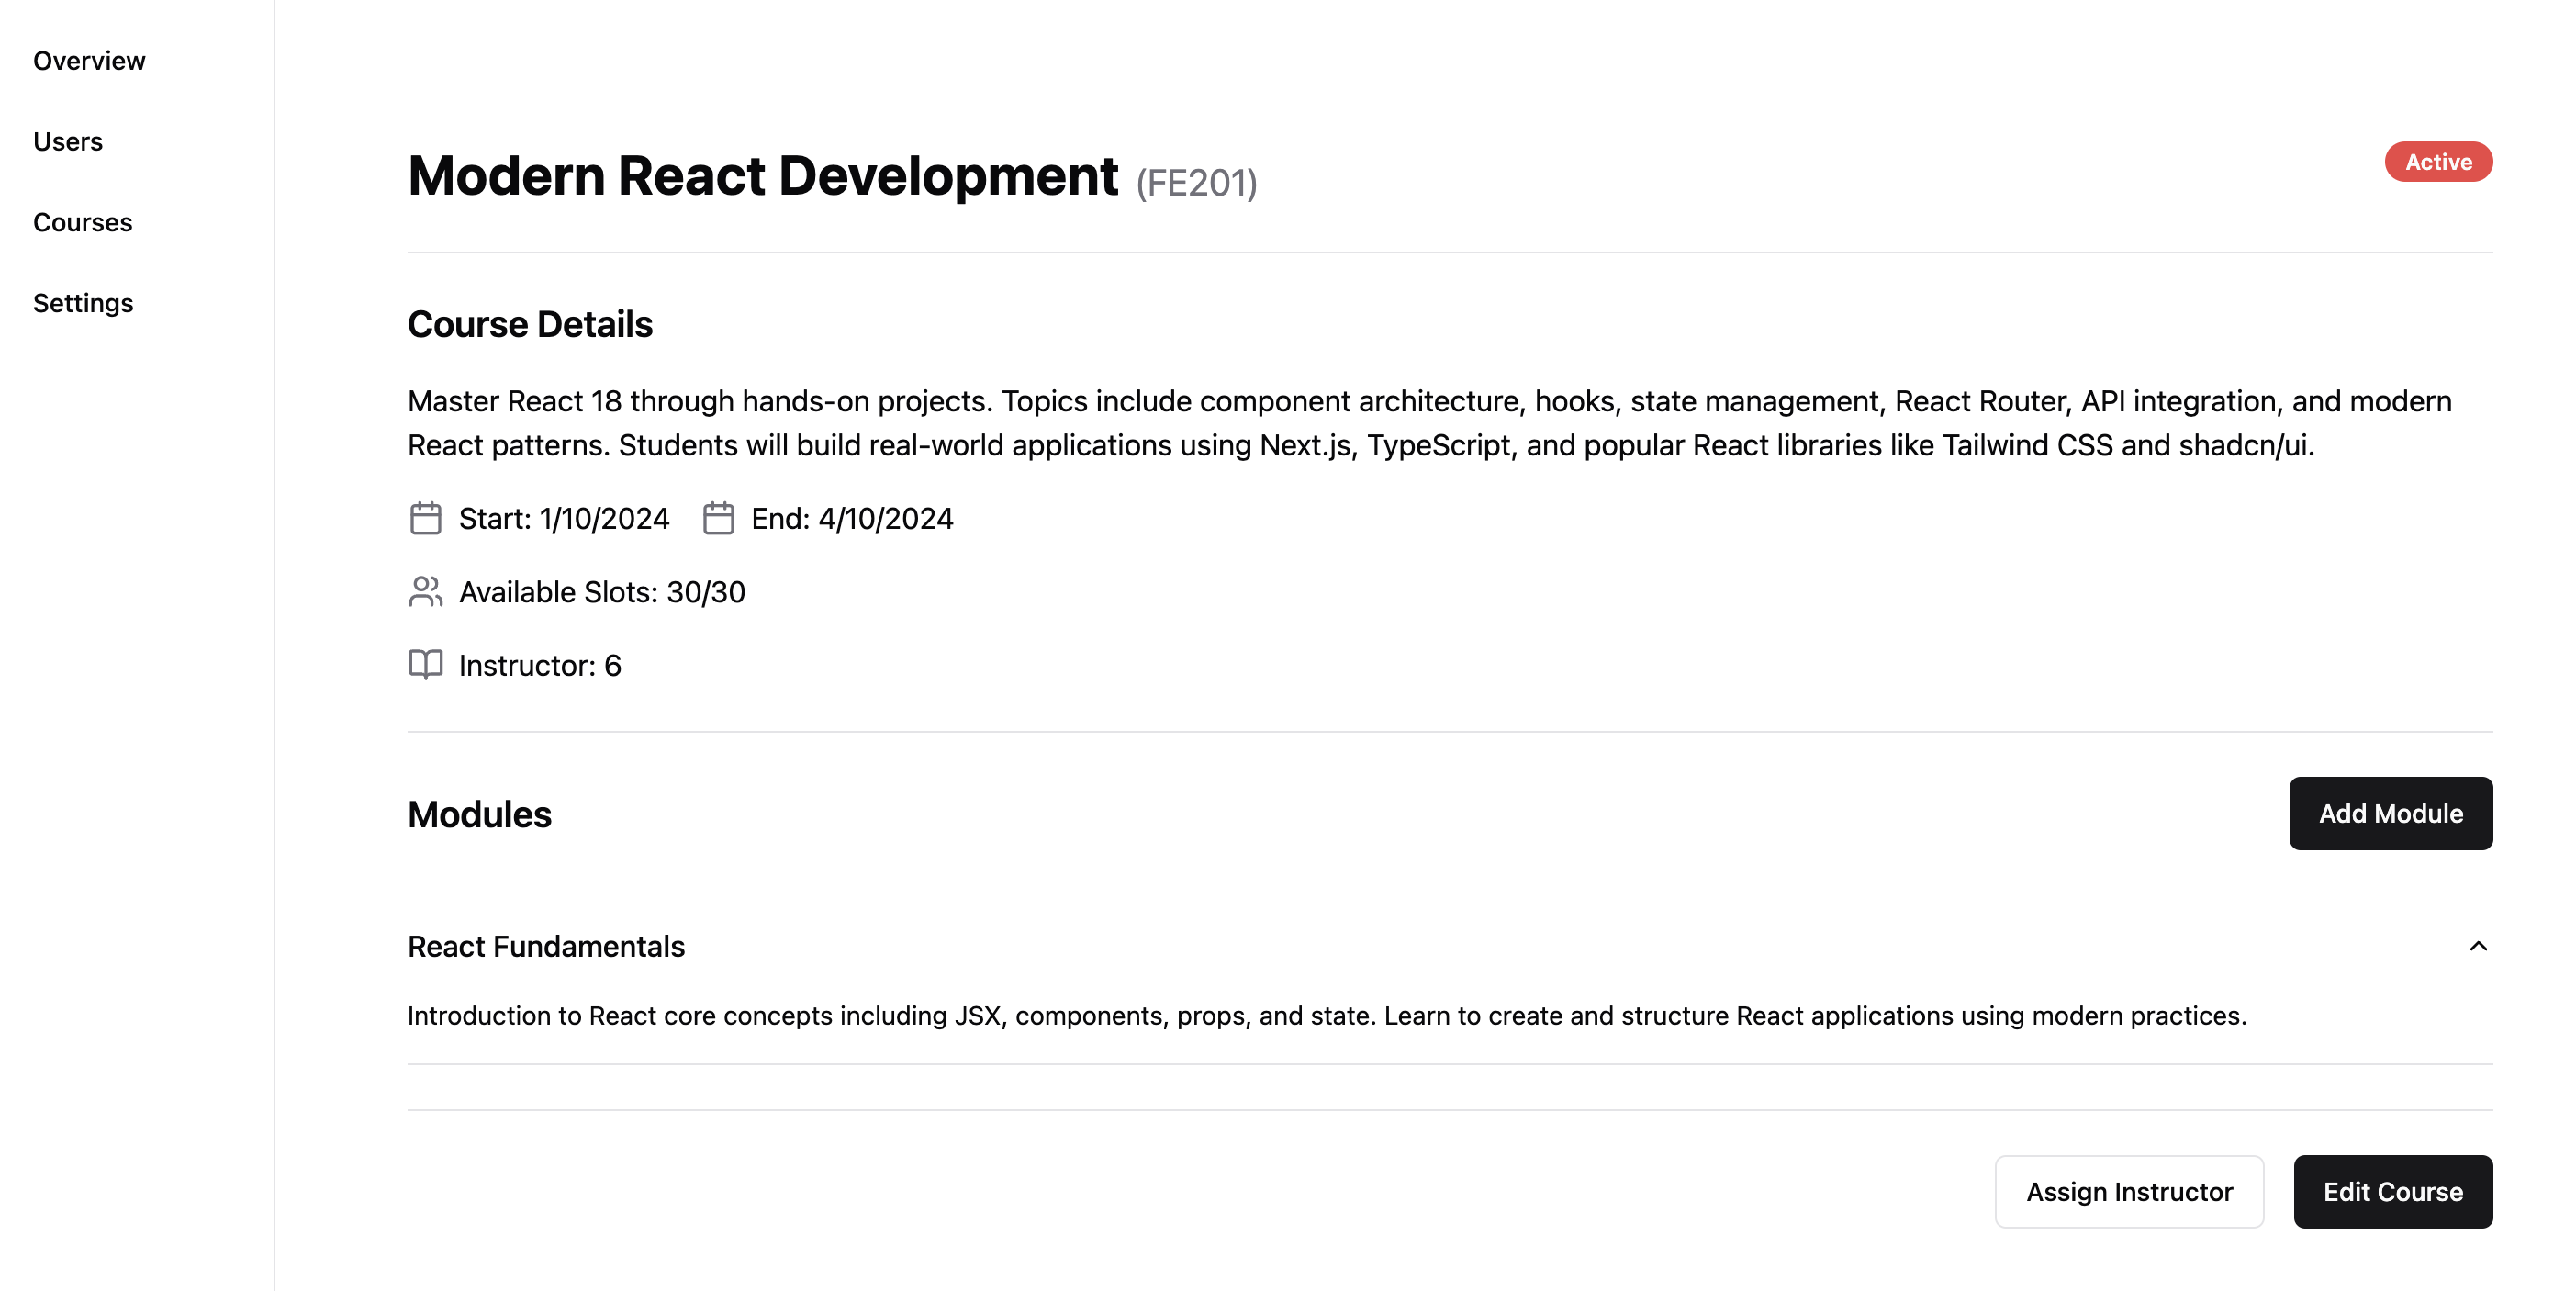 Overview
Users
Courses
Settings
Modern React Development (FE201)
Active
Course Details
Master React 18 through hands-on projects. Topics include component architecture, hooks, state management, React Router, API integration, and modern
React patterns. Students will build real-world applications using Next.js, TypeScript, and popular React libraries like Tailwind CSS and shadcn/ui.
Start: 1/10/2024 End: 4/10/2024
Available Slots: 30/30
Instructor: 6
Modules
Add Module
React Fundamentals
Introduction to React core concepts including JSX, components, props, and state. Learn to create and structure React applications using modern practices.
Assign Instructor
Edit Course